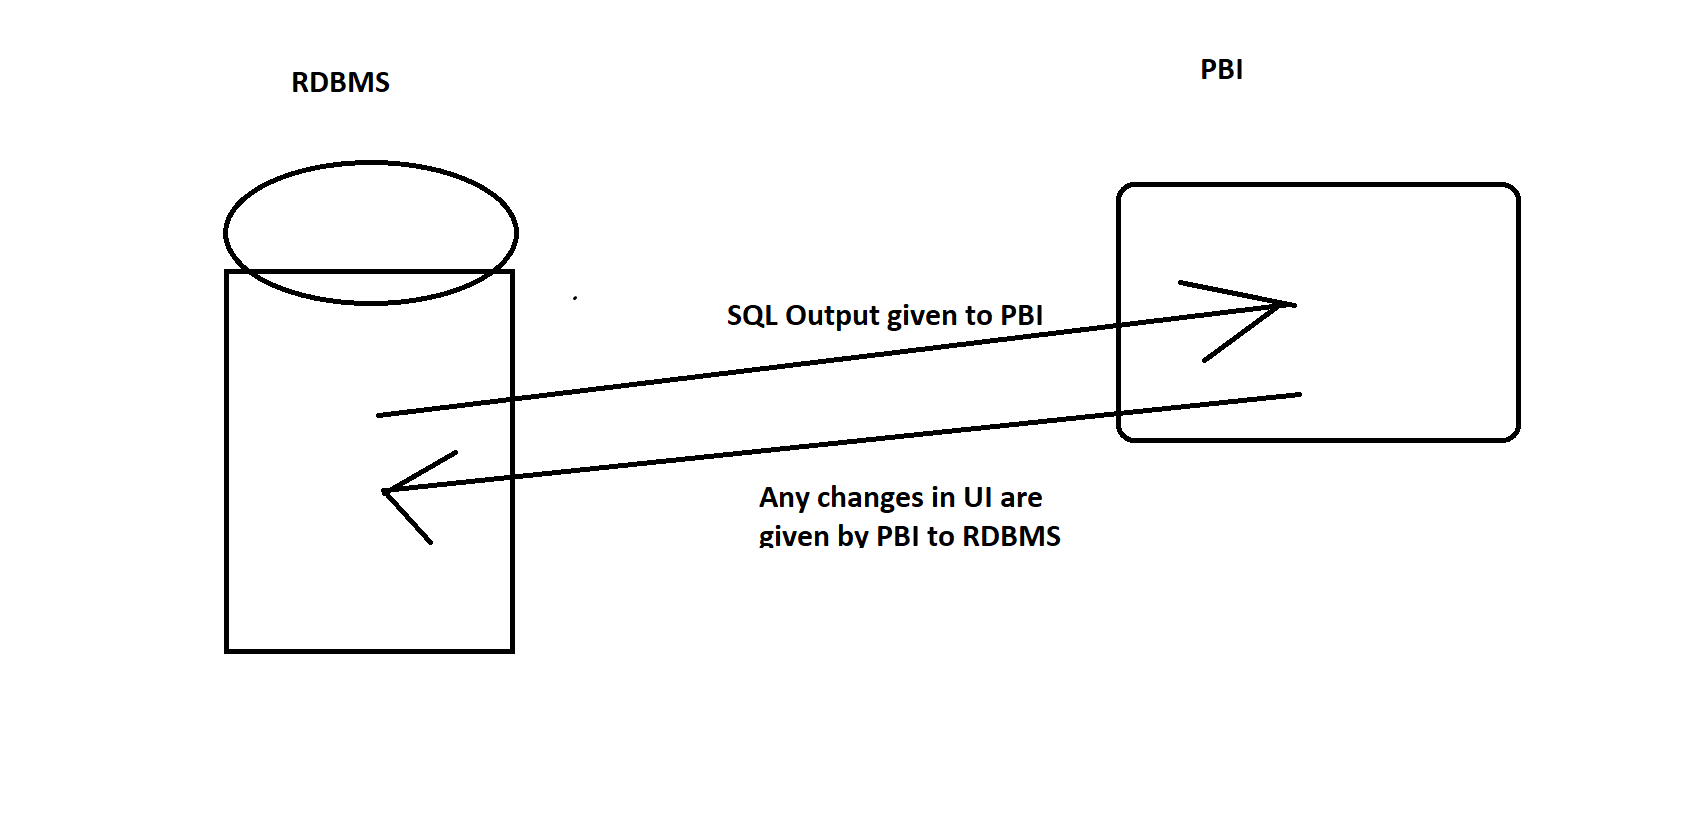 RDBMS
PBI
SQL Output given to PBI
Any changes in UI are
given by PBI to RDBMS